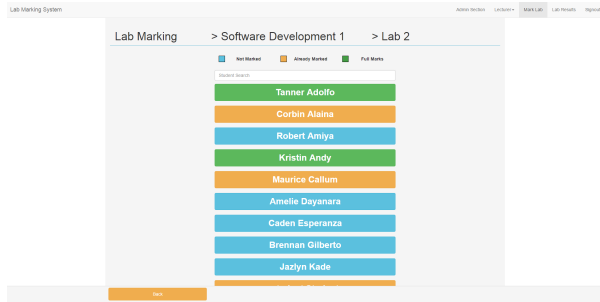 Lab Marking System Admin Section Lecturer Mark Lab Lab Results Signout
Lab Marking > Software Development 1 > Lab 2
Not Marked Already Marked Full Marks
Student Search
Tanner Adolfo
Corbin Alaina
Robert Amiya
Kristin Andy
Maurice Callum
Amelie Dayanara
Caden Esperanza
Brennan Gilberto
Jazlyn Kade
Back